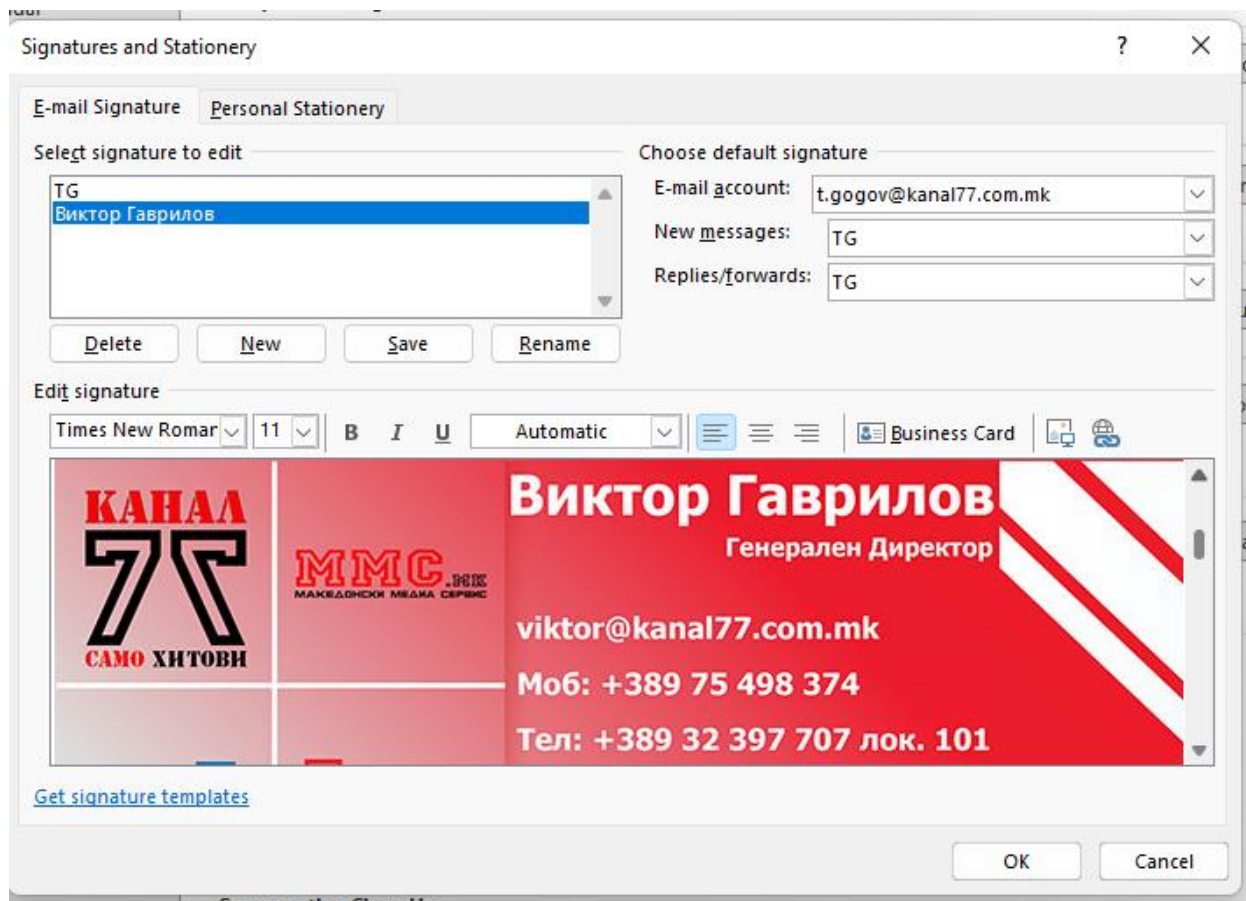 Signatures and Stationery
?
E-mail Signature
Personal Stationery
Select signature to edit
TG
Виктор Гаврилов
Delete
New
Save
Rename
Choose default signature
E-mail account:
t.gogov@kanal77.com.mk
New messages:
TG
Replies/forwards:
TG
Edit signature
Times New Roman
11
B
I
U
Automatic
Business Card
КАНАЛ
77
САМО ХИТОВИ
ММС.МК
МАКЕДОНСКИ МЕДИА СЕРВИС
Виктор Гаврилов
Генерален Директор
viktor@kanal77.com.mk
Моб: +389 75 498 374
Тел: +389 32 397 707 лок. 101
Get signature templates
OK
Cancel